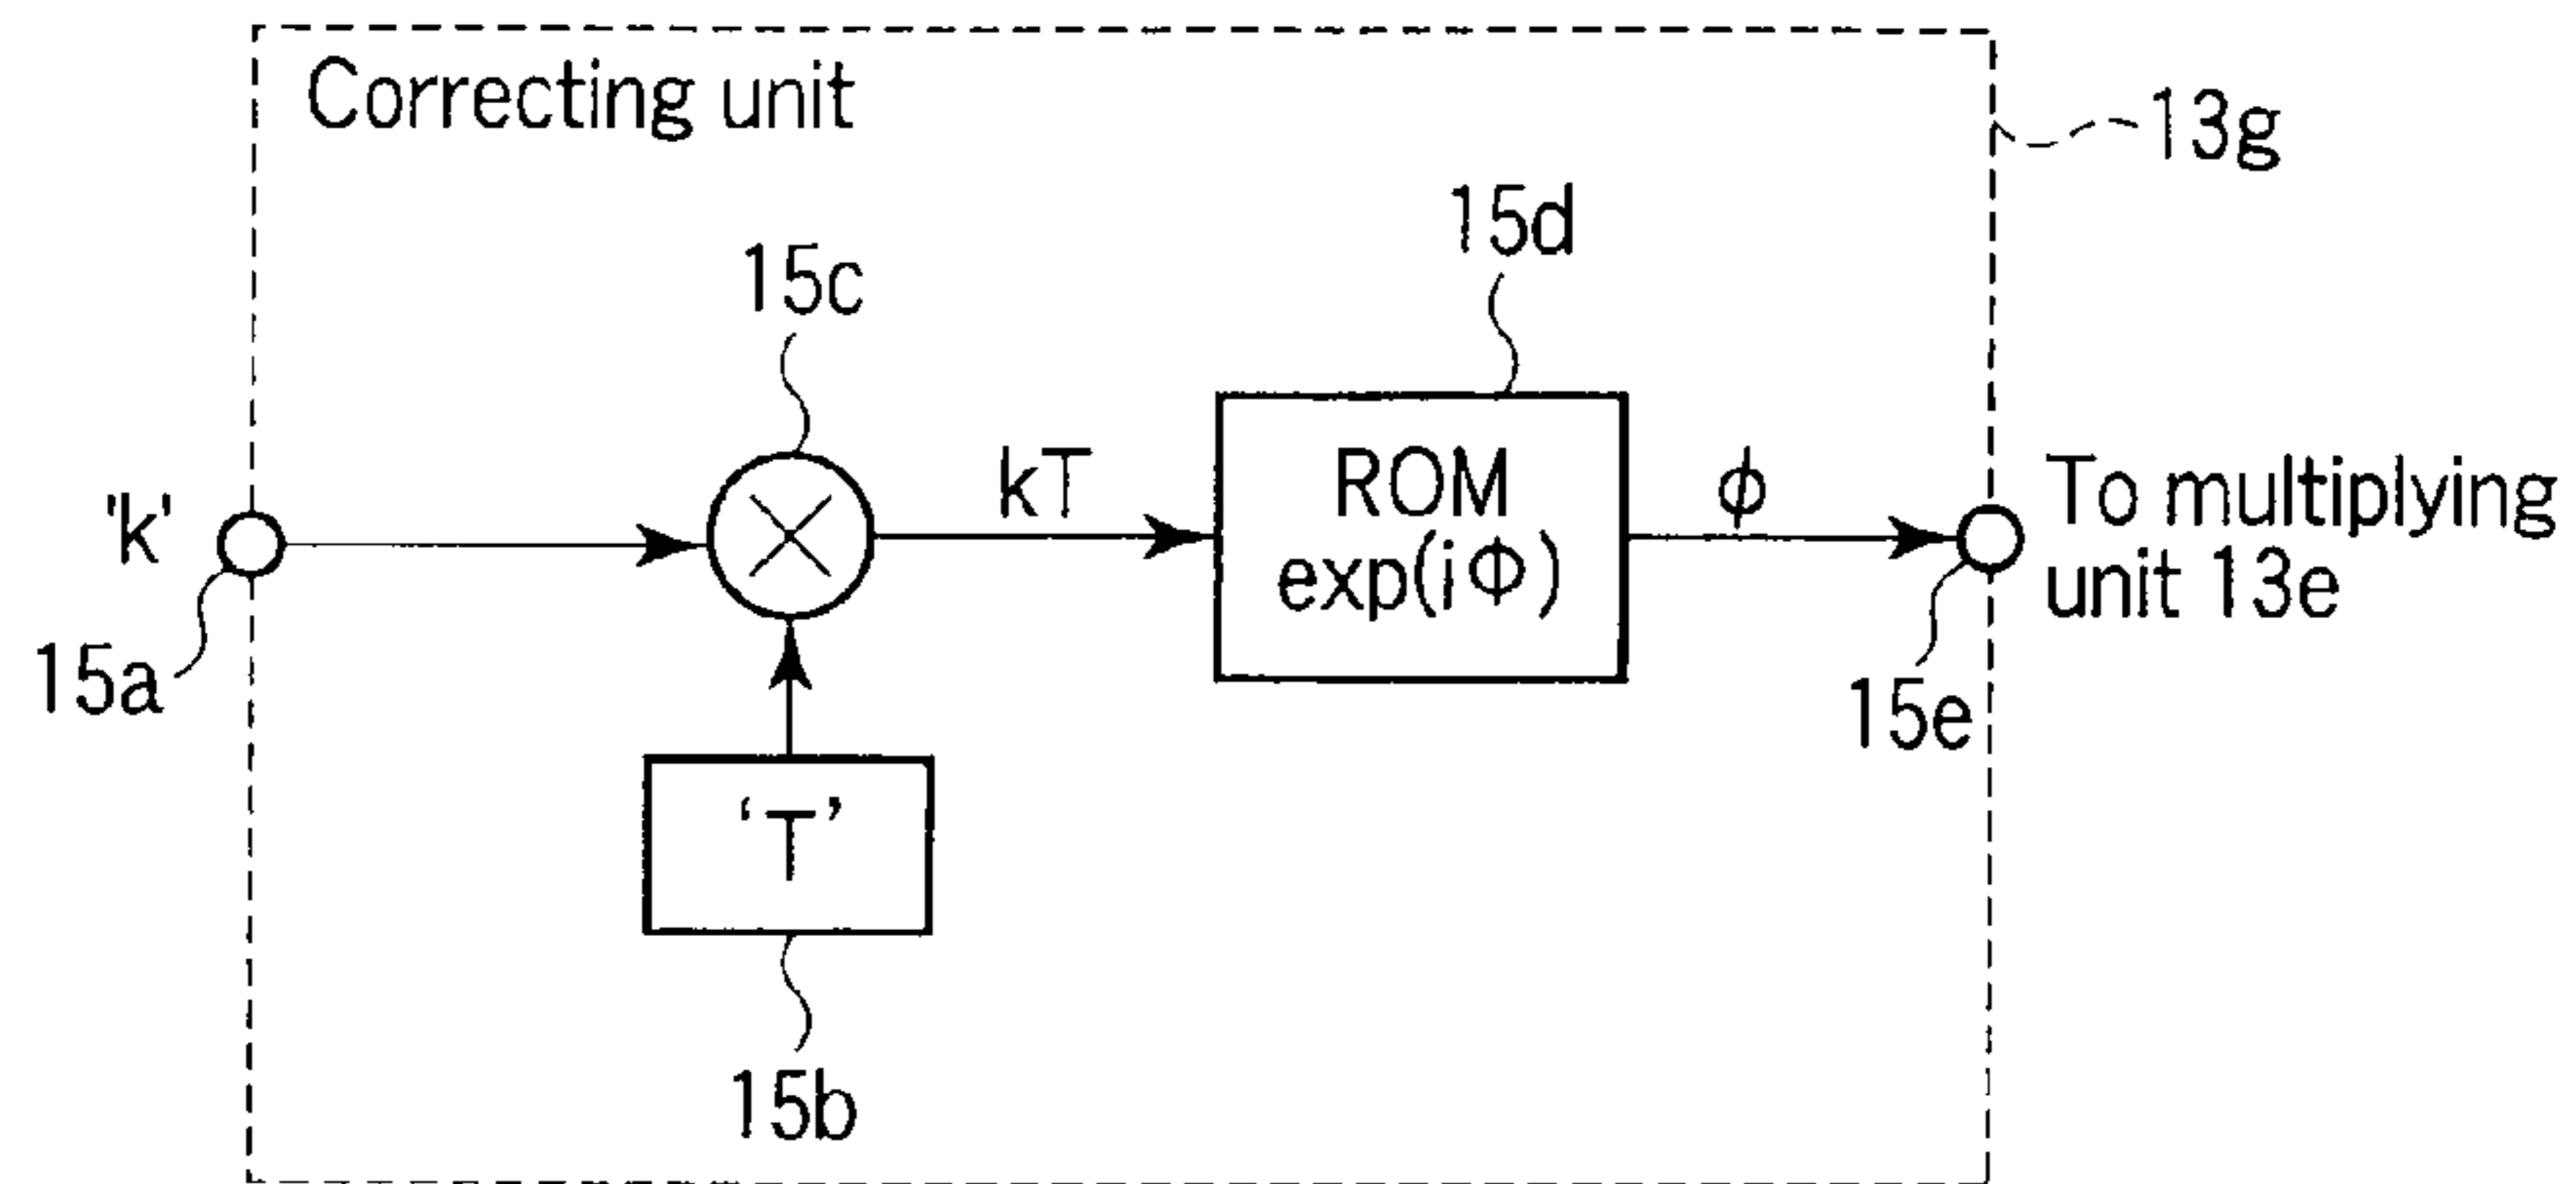 Correcting unit
13g
15d
15c
'k'
kT
ROM
exp(iΦ)
ϕ
To multiplying
unit 13e
15a
15e
‘T’
15b